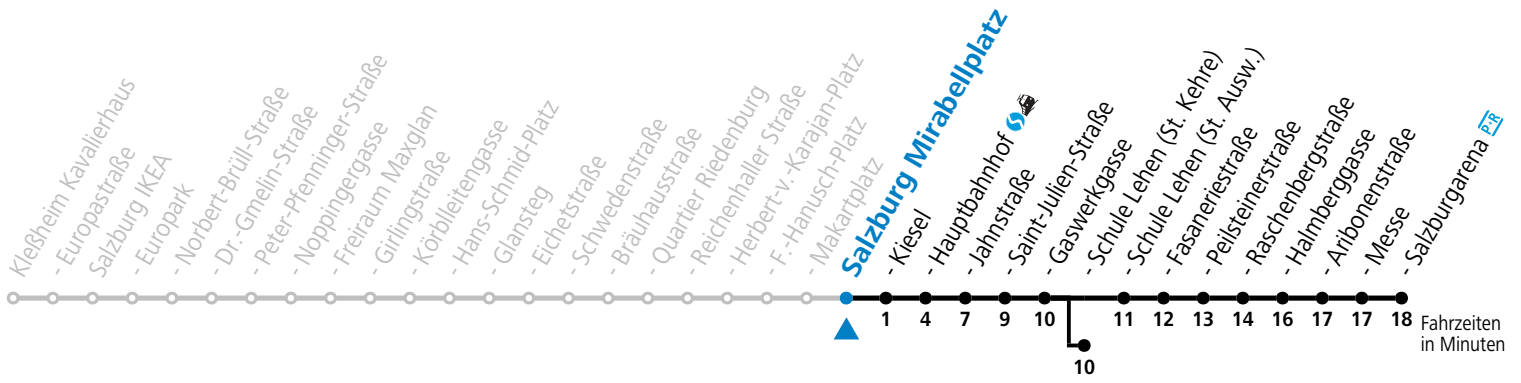 Kleßheim Kavalierhaus
- Europastraße
Salzburg IKEA
- Europark
- Norbert-Brüll-Straße
- Dr.-Gmelin-Straße
- Peter-Pfenninger-Straße
- Noppingergasse
- Freiraum Maxglan
- Girlingstraße
- Körblleitengasse
- Hans-Schmid-Platz
- Glansteg
- Eichetstraße
- Schwedenstraße
- Bräuhausstraße
- Quartier Riedenburg
- Reichenhaller Straße
- Herbert-v.-Karajan-Platz
- F.-Hanusch-Platz
- Makartplatz
Salzburg Mirabellplatz
- Kiesel
- Hauptbahnhof
- Jahnstraße
- Saint-Julien-Straße
- Gaswerkgasse
- Schule Lehen (St. Kehre)
- Schule Lehen (St. Ausw.)
- Fasaneriestraße
- Peilsteinerstraße
- Raschenbergstraße
- Halmberggasse
- Aribonenstraße
- Messe
- Salzburgarena P+R
1 4 7 9 10 11 12 13 14 16 17 17 18 Fahrzeiten
in Minuten
10